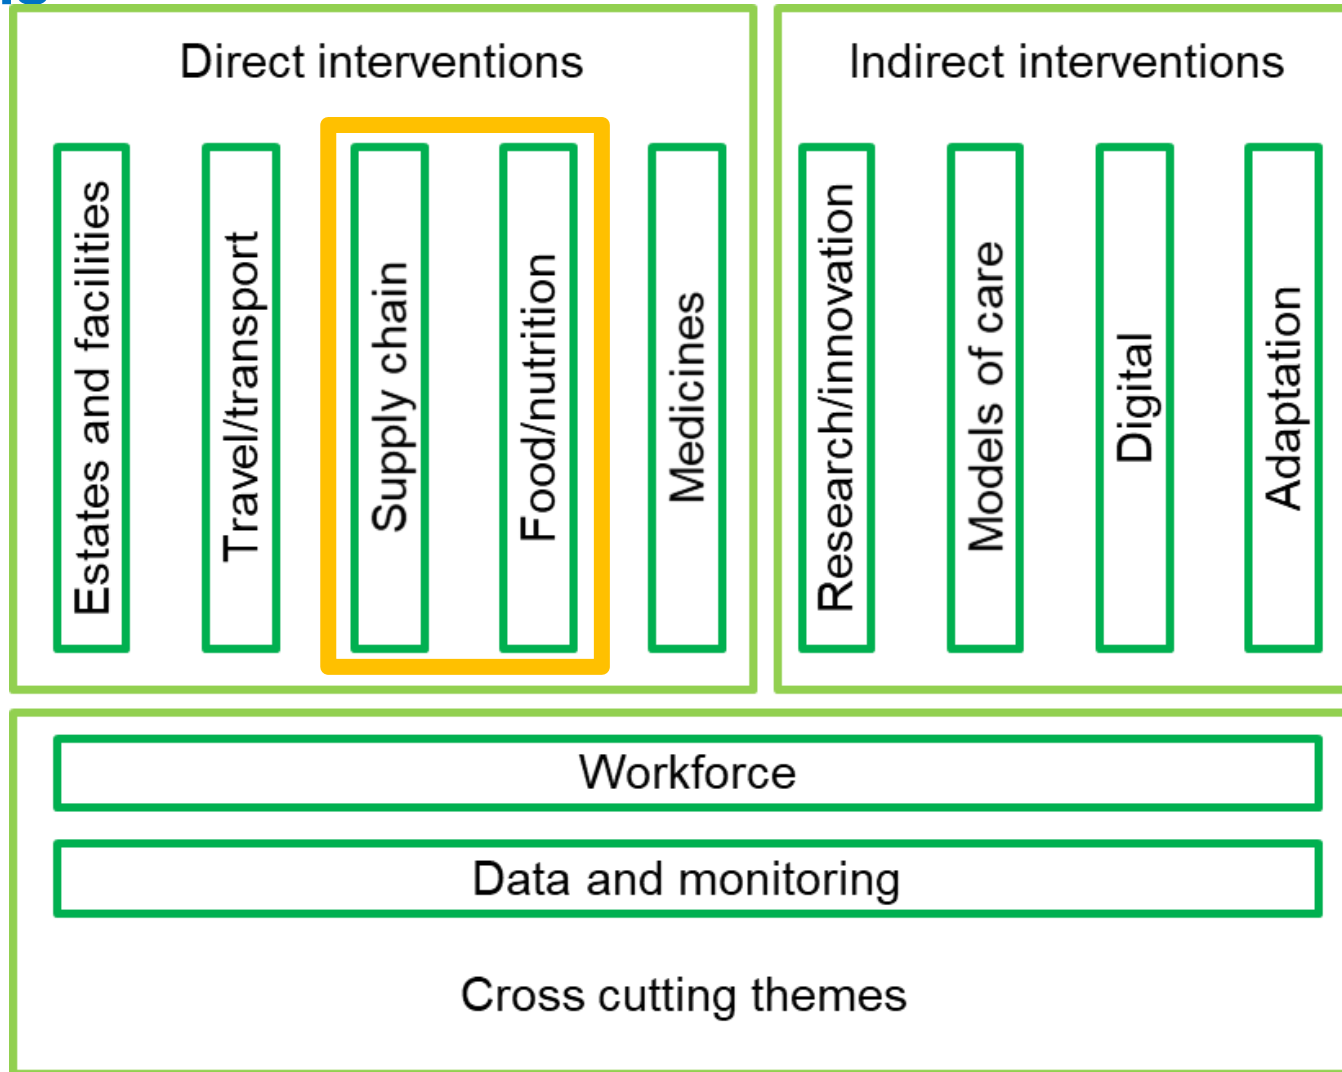 Direct interventions
Indirect interventions
Estates and facilities
Travel/transport
Supply chain
Food/nutrition
Medicines
Research/innovation
Models of care
Digital
Adaptation
Workforce
Data and monitoring
Cross cutting themes